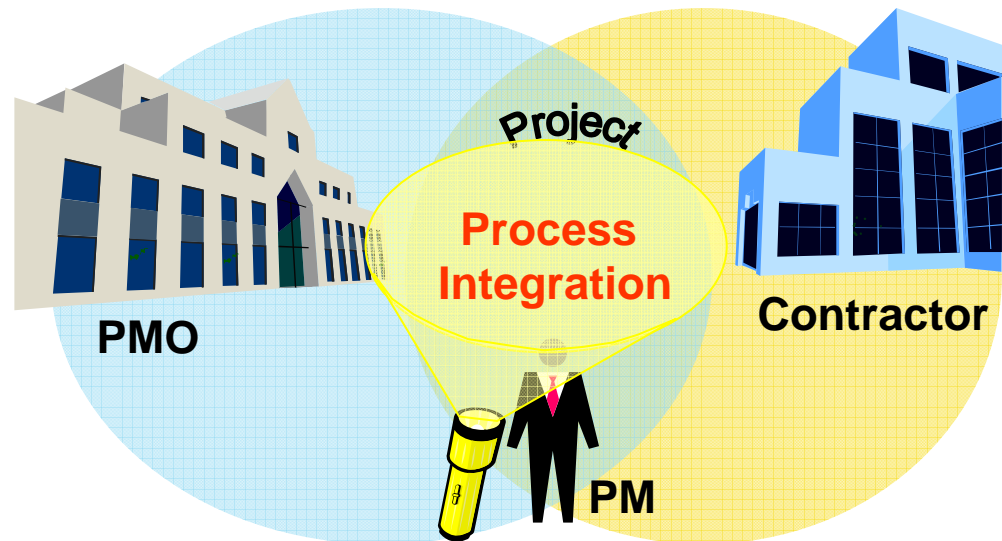 Project
Process
Integration
PMO
Contractor
PM